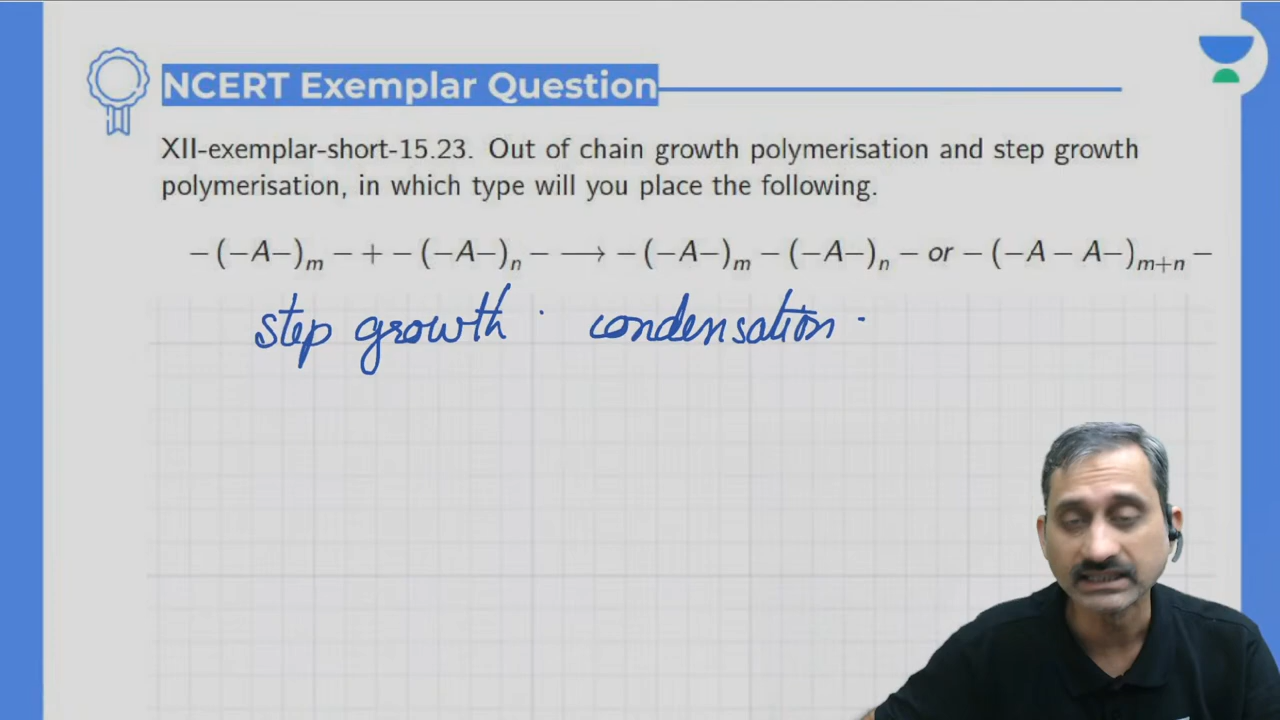 NCERT Exemplar Question
XII-exemplar-short-15.23. Out of chain growth polymerisation and step growth
polymerisation, in which type will you place the following.
−(−A−)ₘ − + −(−A−)ₙ − ⟶ −(−A−)ₘ − (−A−)ₙ − or − (−A − A−)ₘ₊ₙ −
step growth · condensation ·